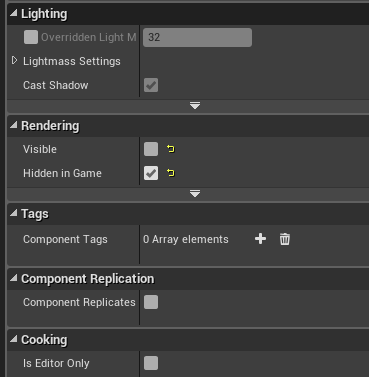 Lighting
Overridden Light M
32
Lightmass Settings
Cast Shadow
Rendering
Visible
Hidden in Game
Tags
Component Tags
0 Array elements
Component Replication
Component Replicates
Cooking
Is Editor Only